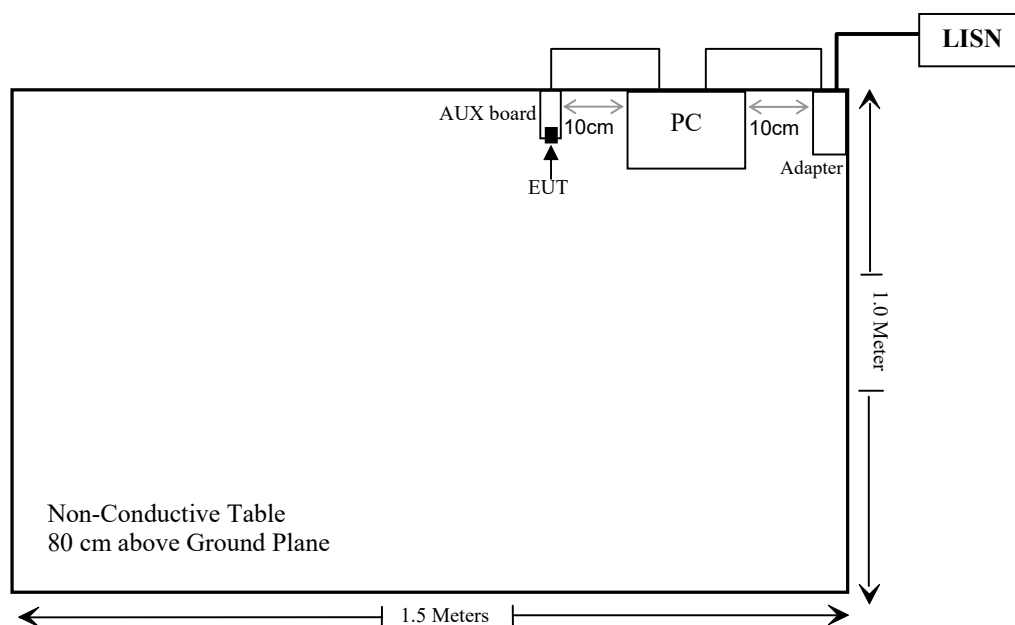 LISN
AUX board
10cm
PC
10cm
Adapter
EUT
1.0 Meter
Non-Conductive Table
80 cm above Ground Plane
1.5 Meters